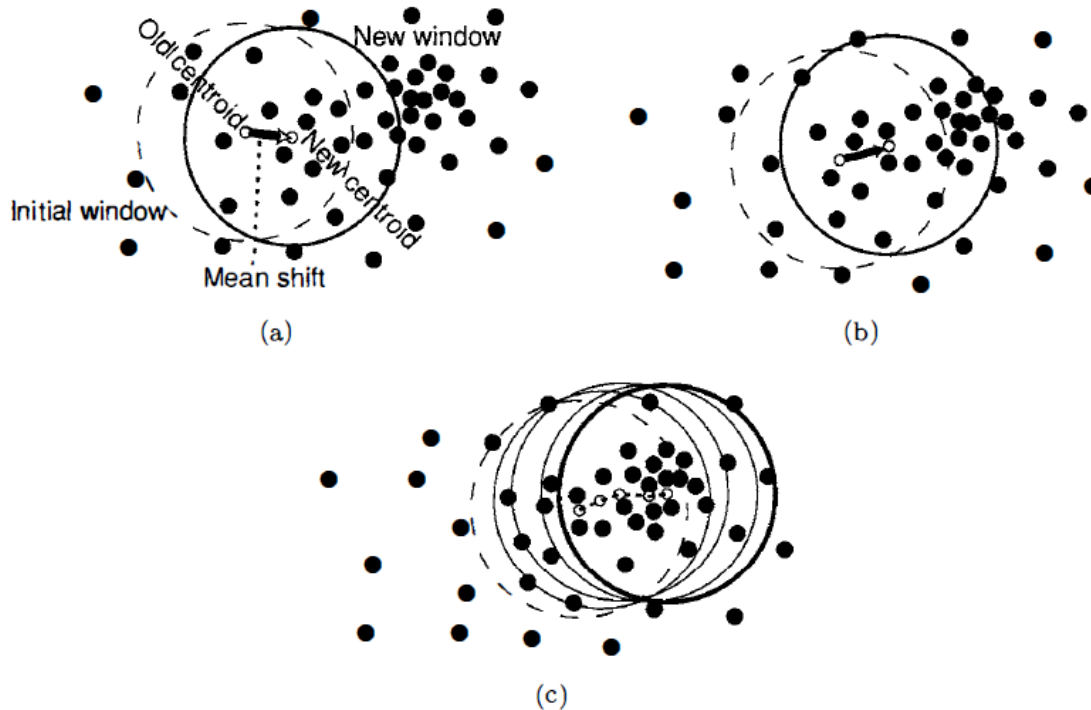 Old centroid
New window
New centroid
Initial window
Mean shift
(a)
(b)
(c)